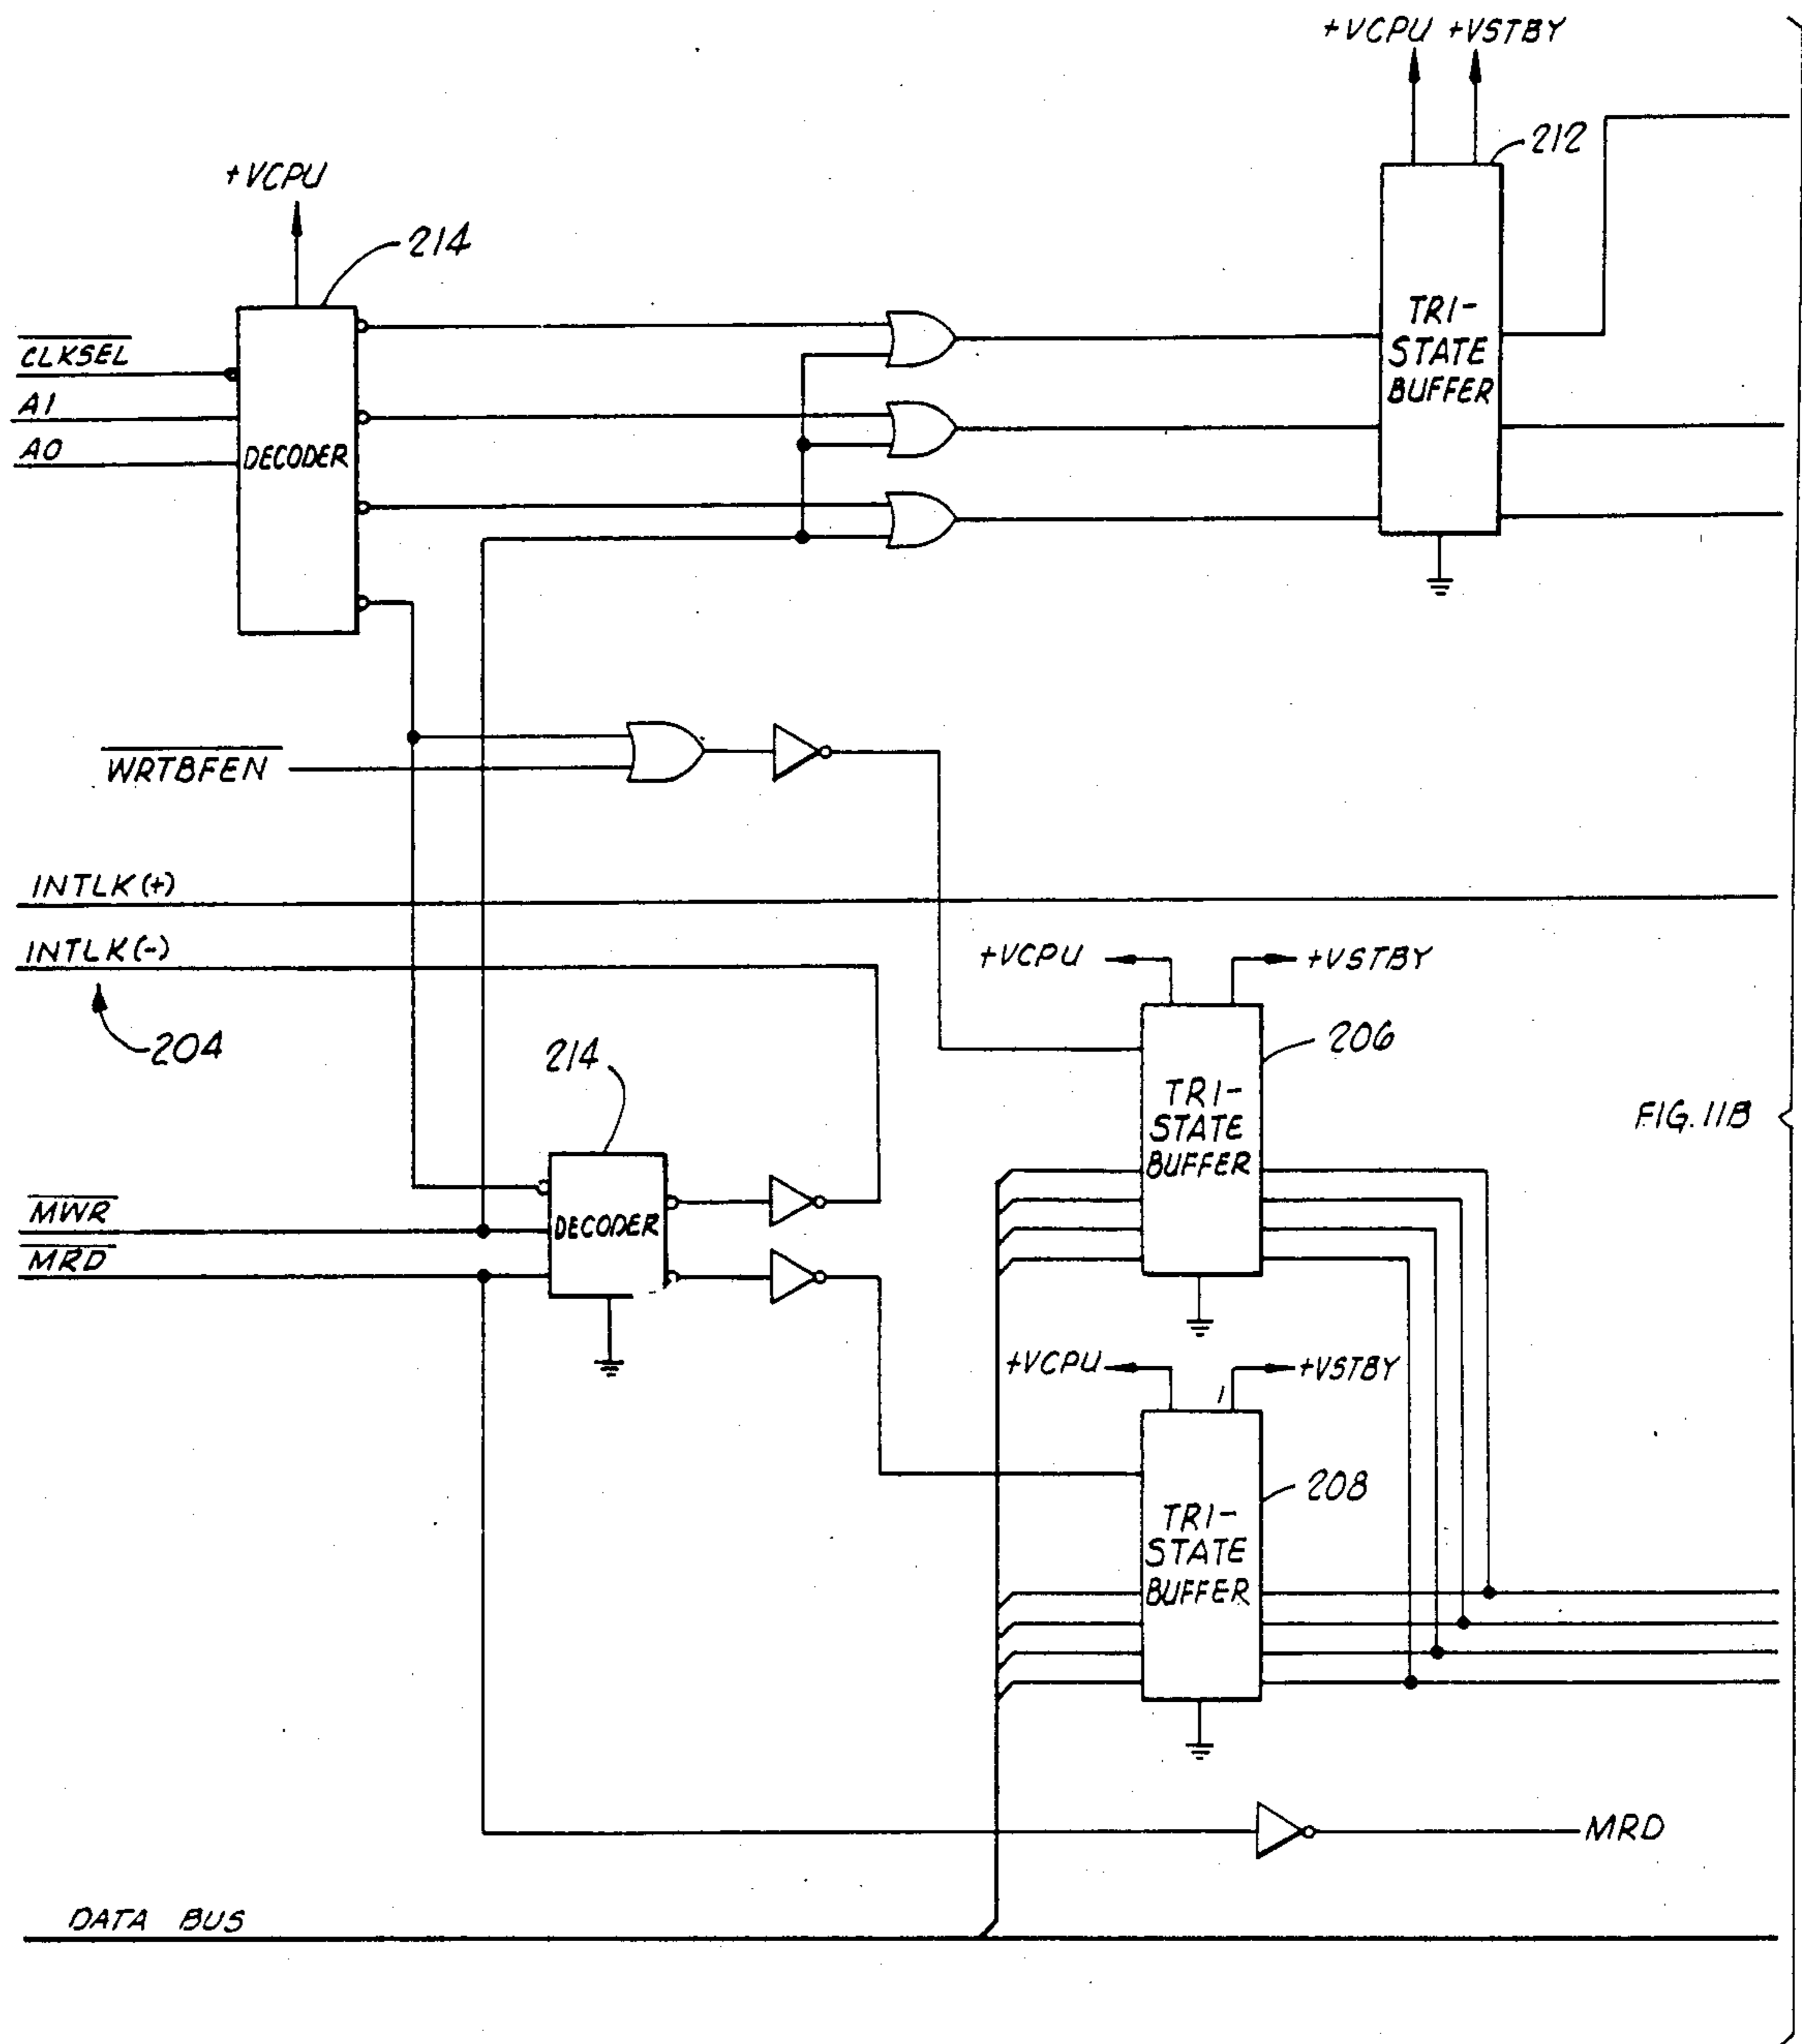 +VCPU +VSTBY
212
+VCPU
214
CLKSEL
A1
A0
DECODER
TRI-
STATE
BUFFER
WRTBFEN
INTLK(+)
INTLK(-)
204
+VCPU
+VSTBY
206
TRI-
STATE
BUFFER
FIG. 11B
214
MWR
MRD
DECODER
+VCPU
+VSTBY
208
TRI-
STATE
BUFFER
MRD
DATA BUS